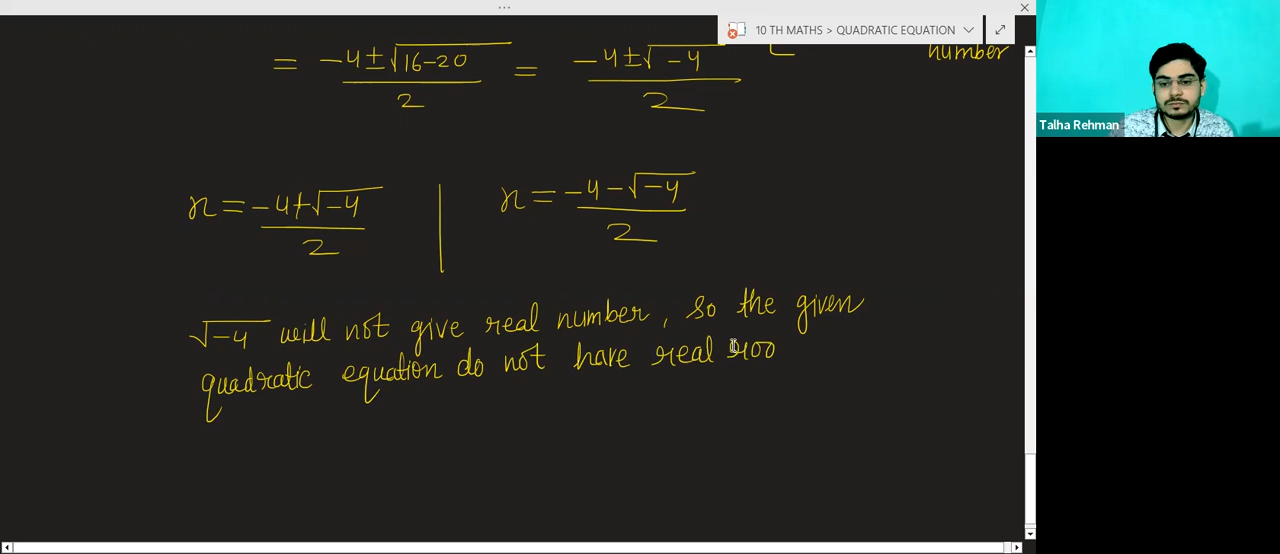 10 TH MATHS > QUADRATIC EQUATION
number
= -4±√16-20 / 2 = -4±√-4 / 2
Talha Rehman
x = -4+√-4 / 2 | x = -4-√-4 / 2
√-4 will not give real number, so the given
quadratic equation do not have real roo